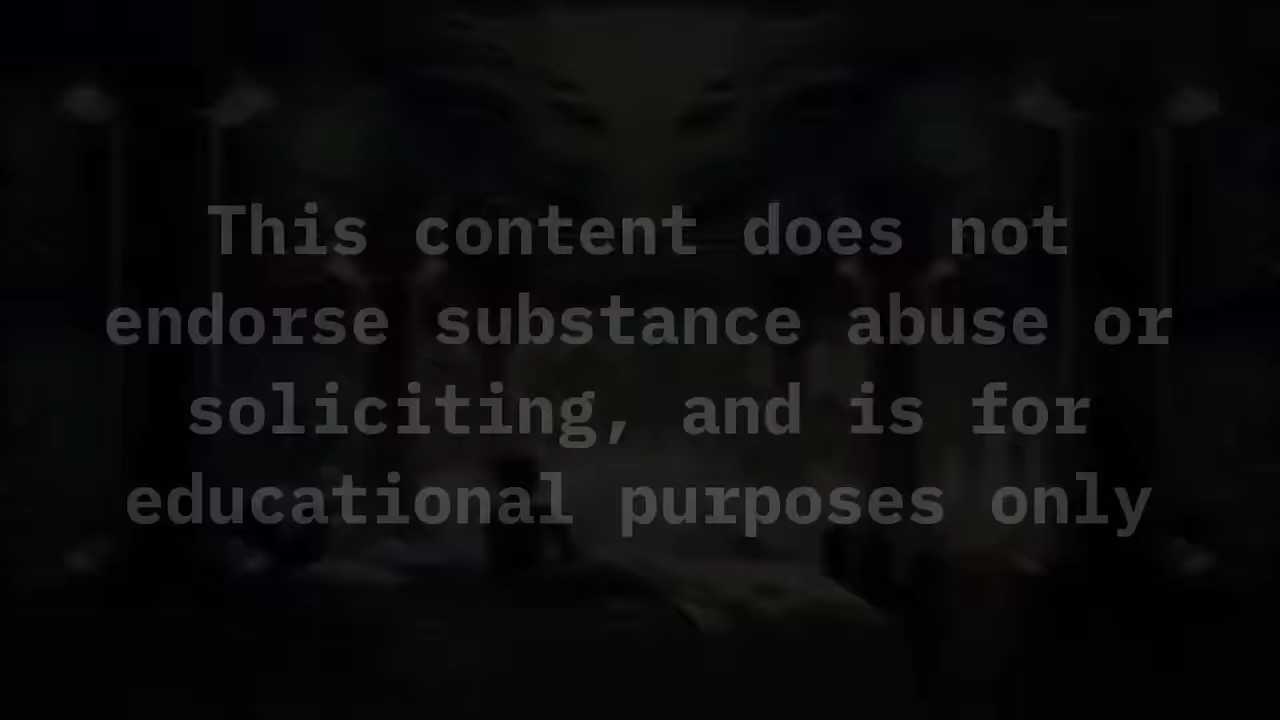 This content does not
endorse substance abuse or
soliciting, and is for
educational purposes only